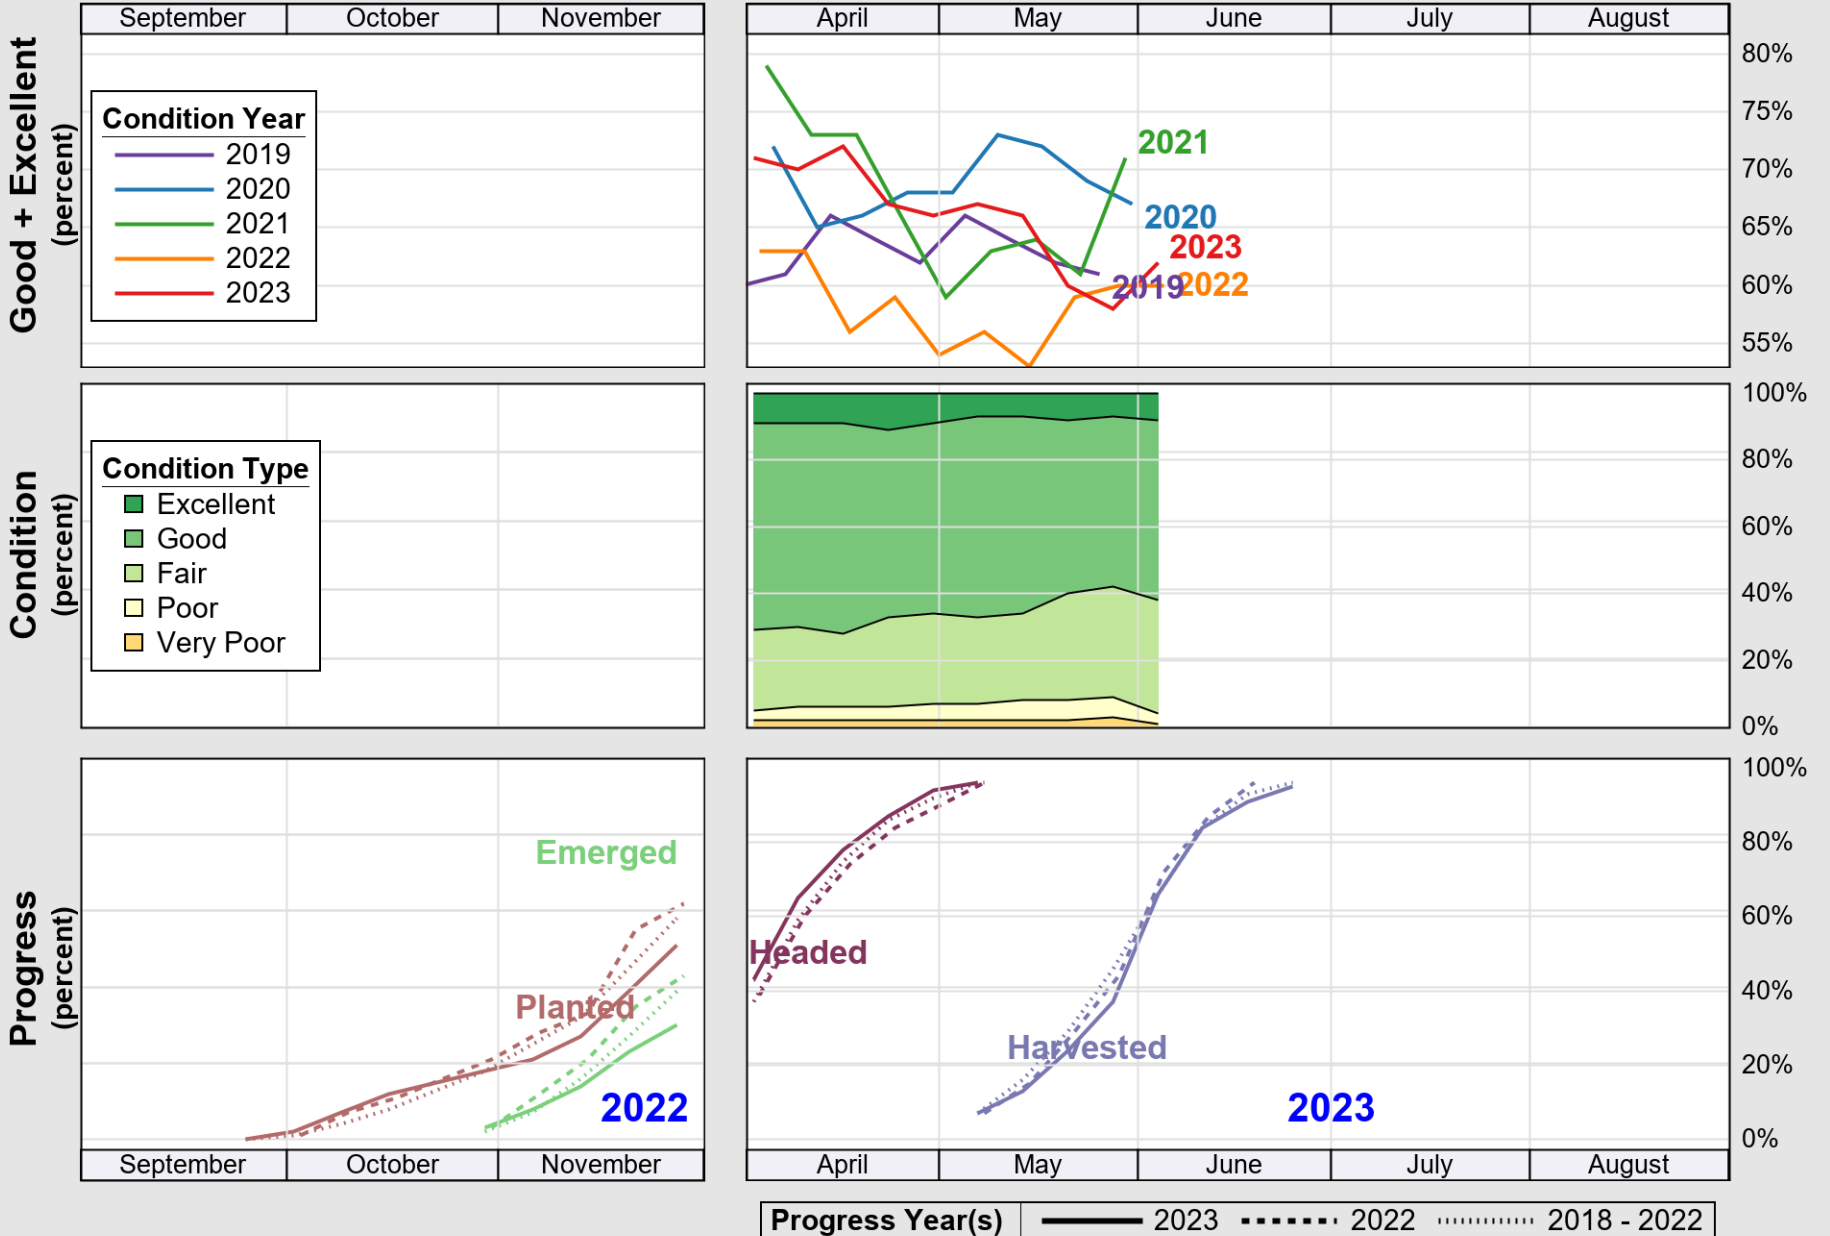 September October November April May June July August
Good + Excellent
(percent)
Condition Year
2019
2020
2021
2022
2023
2021
2020
2023
2019
2022
80%
75%
70%
65%
60%
55%
Condition
(percent)
Condition Type
Excellent
Good
Fair
Poor
Very Poor
100%
80%
60%
40%
20%
0%
Progress
(percent)
Emerged
Planted
2022
Headed
Harvested
2023
100%
80%
60%
40%
20%
0%
September October November April May June July August
Progress Year(s) 2023 2022 2018 - 2022